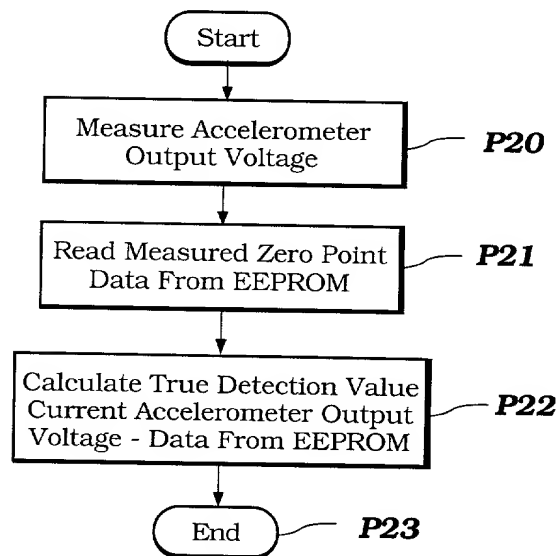 Start
Measure Accelerometer
Output Voltage
P20
Read Measured Zero Point
Data From EEPROM
P21
Calculate True Detection Value
Current Accelerometer Output
Voltage - Data From EEPROM
P22
End
P23